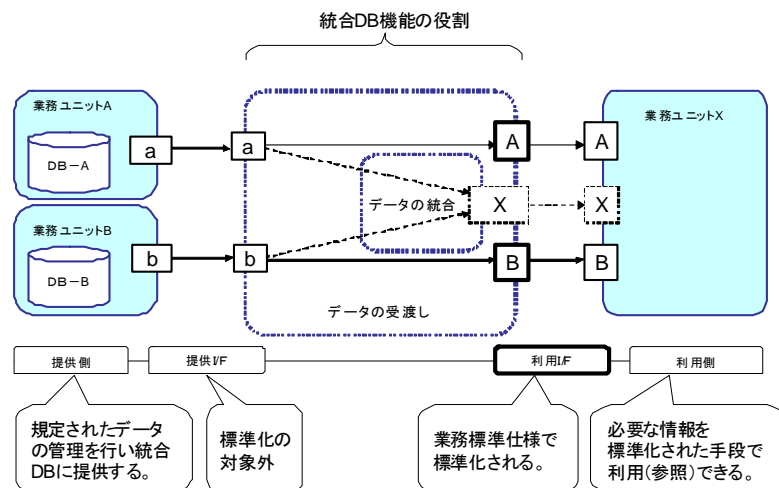 統合DB機能の役割
業務ユニットA
DB－A
a
a
A
A
業務ユニットX
データの統合
X
X
業務ユニットB
DB－B
b
b
B
B
データの受渡し
提供側
提供I/F
利用I/F
利用側
規定されたデータ
の管理を行い統合
DBに提供する。
標準化の
対象外
業務標準仕様で
標準化される。
必要な情報を
標準化された手段で
利用(参照)できる。